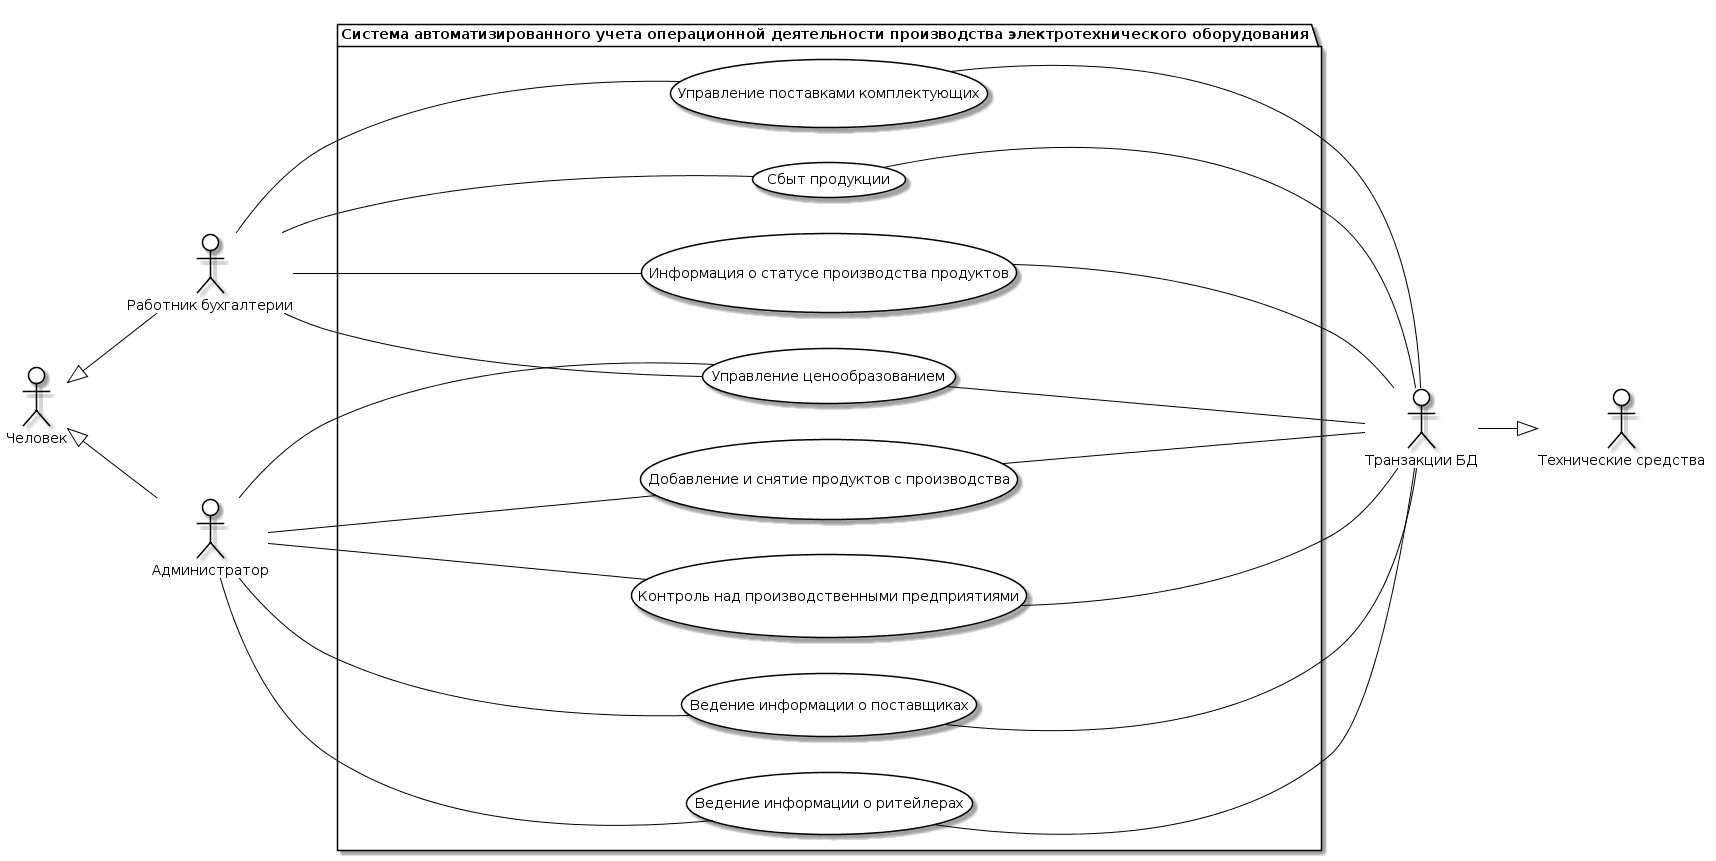 Система автоматизированного учета операционной деятельности производства электротехнического оборудования
Управление поставками комплектующих
Сбыт продукции
Информация о статусе производства продуктов
Работник бухгалтерии
Управление ценообразованием
Человек
Транзакции БД
Технические средства
Добавление и снятие продуктов с производства
Администратор
Контроль над производственными предприятиями
Ведение информации о поставщиках
Ведение информации о ритейлерах